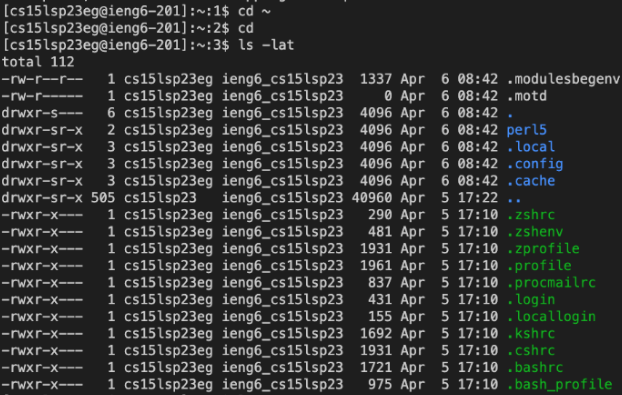 [cs15lsp23eg@ieng6-201]:~:1$ cd ~
[cs15lsp23eg@ieng6-201]:~:2$ cd
[cs15lsp23eg@ieng6-201]:~:3$ ls -lat
total 112
-rw-r--r-- 1 cs15lsp23eg ieng6_cs15lsp23 1337 Apr 6 08:42 .modulesbegenv
-rw-r----- 1 cs15lsp23eg ieng6_cs15lsp23 0 Apr 6 08:42 .motd
drwxr-s--- 6 cs15lsp23eg ieng6_cs15lsp23 4096 Apr 6 08:42 .
drwxr-sr-x 2 cs15lsp23eg ieng6_cs15lsp23 4096 Apr 6 08:42 perl5
drwxr-sr-x 3 cs15lsp23eg ieng6_cs15lsp23 4096 Apr 6 08:42 .local
drwxr-sr-x 3 cs15lsp23eg ieng6_cs15lsp23 4096 Apr 6 08:42 .config
drwxr-sr-x 3 cs15lsp23eg ieng6_cs15lsp23 4096 Apr 6 08:42 .cache
drwxr-sr-x 505 cs15lsp23 ieng6_cs15lsp23 40960 Apr 5 17:22 ..
-rwxr-x--- 1 cs15lsp23eg ieng6_cs15lsp23 290 Apr 5 17:10 .zshrc
-rwxr-x--- 1 cs15lsp23eg ieng6_cs15lsp23 481 Apr 5 17:10 .zshenv
-rwxr-x--- 1 cs15lsp23eg ieng6_cs15lsp23 1931 Apr 5 17:10 .zprofile
-rwxr-x--- 1 cs15lsp23eg ieng6_cs15lsp23 1961 Apr 5 17:10 .profile
-rwxr-x--- 1 cs15lsp23eg ieng6_cs15lsp23 837 Apr 5 17:10 .procmailrc
-rwxr-x--- 1 cs15lsp23eg ieng6_cs15lsp23 431 Apr 5 17:10 .login
-rwxr-x--- 1 cs15lsp23eg ieng6_cs15lsp23 155 Apr 5 17:10 .locallogin
-rwxr-x--- 1 cs15lsp23eg ieng6_cs15lsp23 1692 Apr 5 17:10 .kshrc
-rwxr-x--- 1 cs15lsp23eg ieng6_cs15lsp23 1931 Apr 5 17:10 .cshrc
-rwxr-x--- 1 cs15lsp23eg ieng6_cs15lsp23 1721 Apr 5 17:10 .bashrc
-rwxr-x--- 1 cs15lsp23eg ieng6_cs15lsp23 975 Apr 5 17:10 .bash_profile